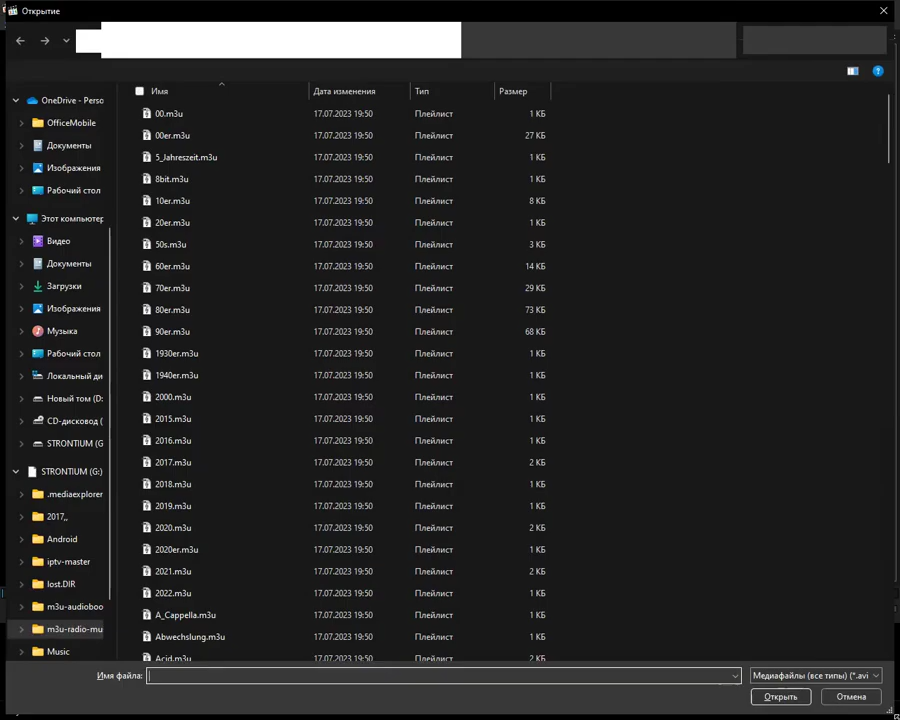 Открытие
Имя Дата изменения Тип Размер
OneDrive - Perso
OfficeMobile
Документы
Изображения
Рабочий стол
Этот компьютер
Видео
Документы
Загрузки
Изображения
Музыка
Рабочий стол
Локальный ди
Новый том (D:
CD-дисковод (
STRONTIUM (G
STRONTIUM (G:)
.mediaexplorer
2017,,
Android
iptv-master
lost.DIR
m3u-audioboo
m3u-radio-mu
Music
00.m3u 17.07.2023 19:50 Плейлист 1 КБ
00er.m3u 17.07.2023 19:50 Плейлист 27 КБ
5_Jahreszeit.m3u 17.07.2023 19:50 Плейлист 1 КБ
8bit.m3u 17.07.2023 19:50 Плейлист 1 КБ
10er.m3u 17.07.2023 19:50 Плейлист 8 КБ
20er.m3u 17.07.2023 19:50 Плейлист 1 КБ
50s.m3u 17.07.2023 19:50 Плейлист 3 КБ
60er.m3u 17.07.2023 19:50 Плейлист 14 КБ
70er.m3u 17.07.2023 19:50 Плейлист 29 КБ
80er.m3u 17.07.2023 19:50 Плейлист 73 КБ
90er.m3u 17.07.2023 19:50 Плейлист 68 КБ
1930er.m3u 17.07.2023 19:50 Плейлист 1 КБ
1940er.m3u 17.07.2023 19:50 Плейлист 1 КБ
2000.m3u 17.07.2023 19:50 Плейлист 1 КБ
2015.m3u 17.07.2023 19:50 Плейлист 1 КБ
2016.m3u 17.07.2023 19:50 Плейлист 1 КБ
2017.m3u 17.07.2023 19:50 Плейлист 2 КБ
2018.m3u 17.07.2023 19:50 Плейлист 1 КБ
2019.m3u 17.07.2023 19:50 Плейлист 1 КБ
2020.m3u 17.07.2023 19:50 Плейлист 2 КБ
2020er.m3u 17.07.2023 19:50 Плейлист 1 КБ
2021.m3u 17.07.2023 19:50 Плейлист 2 КБ
2022.m3u 17.07.2023 19:50 Плейлист 1 КБ
A_Cappella.m3u 17.07.2023 19:50 Плейлист 1 КБ
Abwechslung.m3u 17.07.2023 19:50 Плейлист 1 КБ
Acid.m3u 17.07.2023 19:50 Плейлист 1 КБ
Имя файла: Медиафайлы (все типы) (*.avi
Открыть Отмена